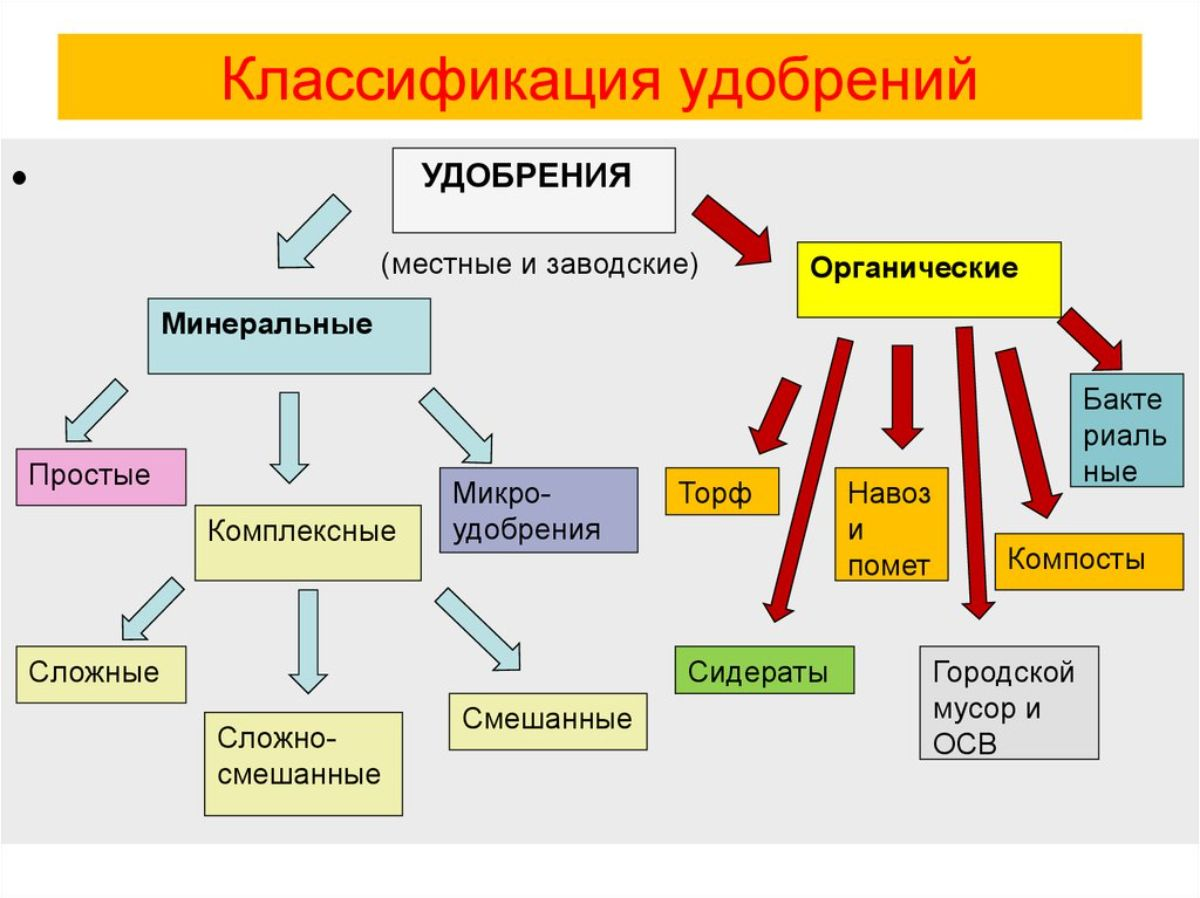 Классификация удобрений
УДОБРЕНИЯ
(местные и заводские)
Органические
Минеральные
Бакте
риаль
ные
Простые
Микро-
удобрения
Торф
Навоз
и
помет
Комплексные
Компосты
Сложные
Сидераты
Городской
мусор и
ОСВ
Смешанные
Сложно-
смешанные